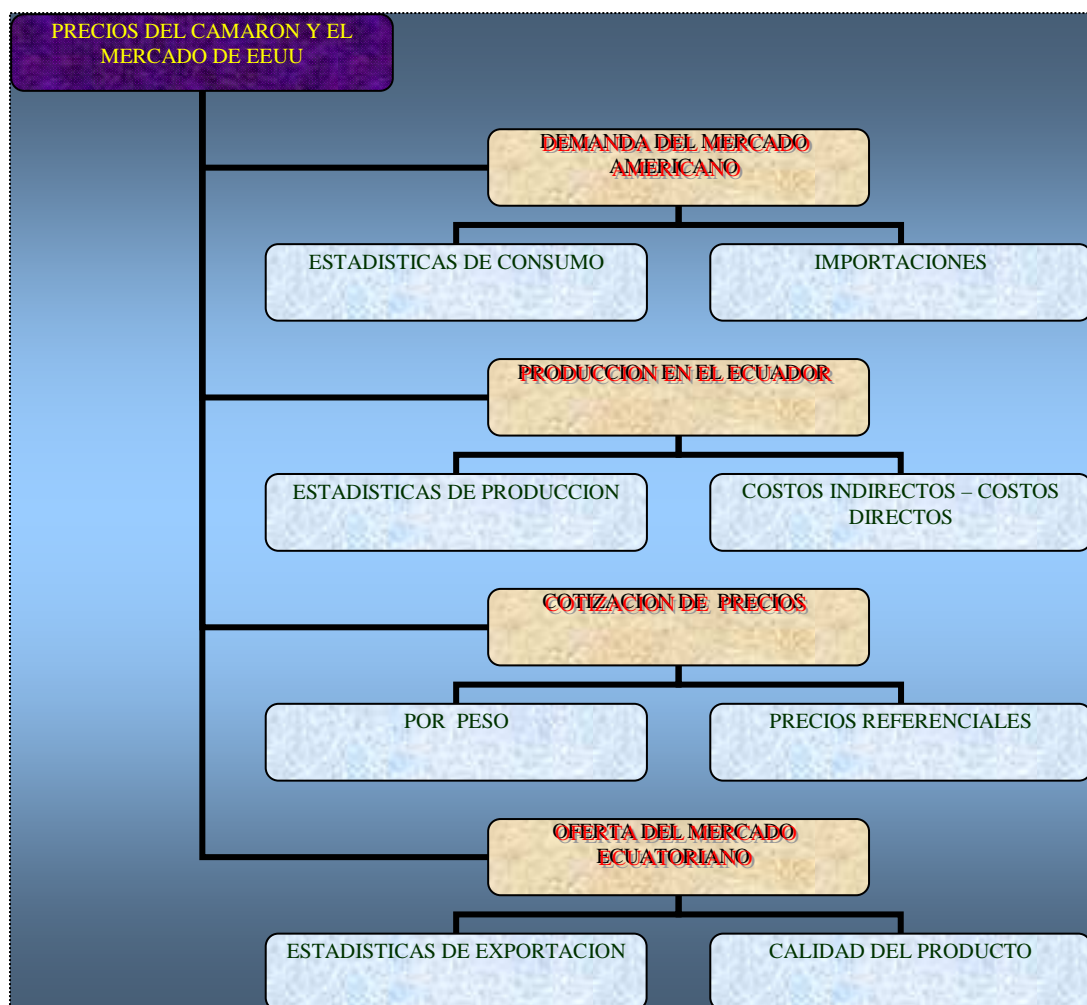 PRECIOS DEL CAMARON Y EL
MERCADO DE EEUU
DEMANDA DEL MERCADO
AMERICANO
ESTADISTICAS DE CONSUMO
IMPORTACIONES
PRODUCCION EN EL ECUADOR
ESTADISTICAS DE PRODUCCION
COSTOS INDIRECTOS – COSTOS
DIRECTOS
COTIZACION DE PRECIOS
POR PESO
PRECIOS REFERENCIALES
OFERTA DEL MERCADO
ECUATORIANO
ESTADISTICAS DE EXPORTACION
CALIDAD DEL PRODUCTO